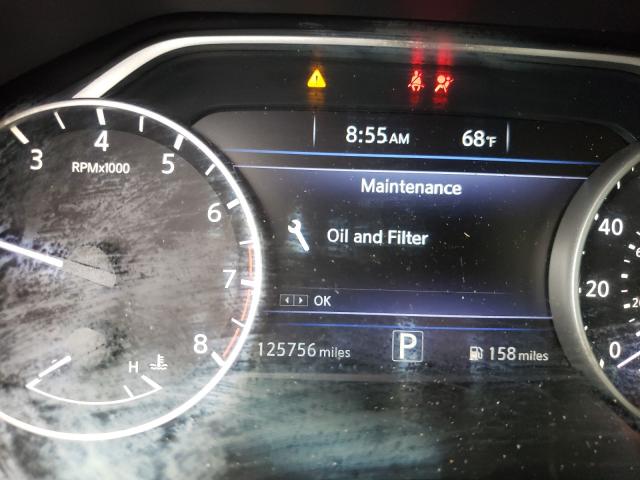 8:55AM 68°F
Maintenance
Oil and Filter
OK
125756 miles P 158 miles
3 4 5 6 7 8
RPMx1000
H
40
20
0